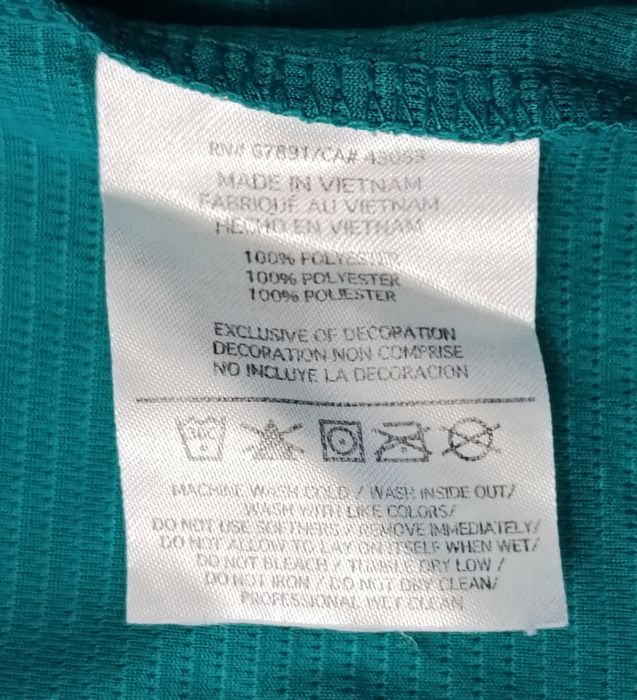 RN# 67891/CA# 45055
MADE IN VIETNAM
FABRIQUÉ AU VIETNAM
HECHO EN VIETNAM
100% POLYESTER
100% POLYESTER
100% POLIESTER
EXCLUSIVE OF DECORATION
DECORATION NON COMPRISE
NO INCLUYE LA DECORACION
MACHINE WASH COLD / WASH INSIDE OUT/
WASH WITH LIKE COLORS/
DO NOT USE SOFTNERS / REMOVE IMMEDIATELY/
DO NOT ALLOW TO LAY ON ITSELF WHEN WET/
DO NOT BLEACH / TUMBLE DRY LOW /
DO NOT IRON / DO NOT DRY CLEAN/
PROFESSIONAL WET CLEAN